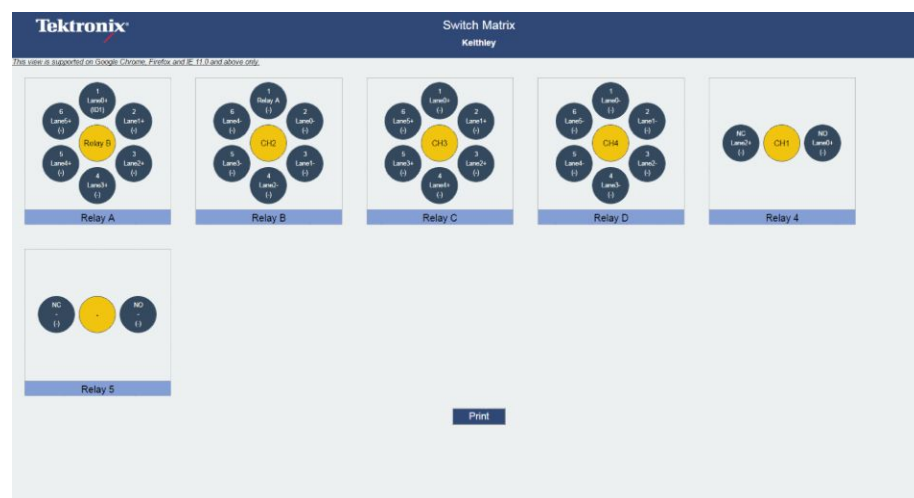 Tektronix
Switch Matrix
Keithley
This view is supported on Google Chrome, Firefox and IE 11.0 and above only.
1
Lane0+
(ID1)
2
Lane1+
(-)
3
Lane2+
(-)
4
Lane3+
(-)
5
Lane4+
(-)
6
Lane5+
(-)
Relay B
Relay A
1
Relay A
(-)
2
Lane0-
(-)
3
Lane1-
(-)
4
Lane2-
(-)
5
Lane3-
(-)
6
Lane4-
(-)
CH2
Relay B
1
Lane0+
(-)
2
Lane1+
(-)
3
Lane2+
(-)
4
Lane4+
(-)
5
Lane3+
(-)
6
Lane5+
(-)
CH3
Relay C
1
Lane0-
(-)
2
Lane1-
(-)
3
Lane2-
(-)
4
Lane3-
(-)
5
Lane4-
(-)
6
Lane5-
(-)
CH4
Relay D
NC
Lane2+
(-)
CH1
NO
Lane0+
(-)
Relay 4
NC
-
(-)
-
NO
-
(-)
Relay 5
Print